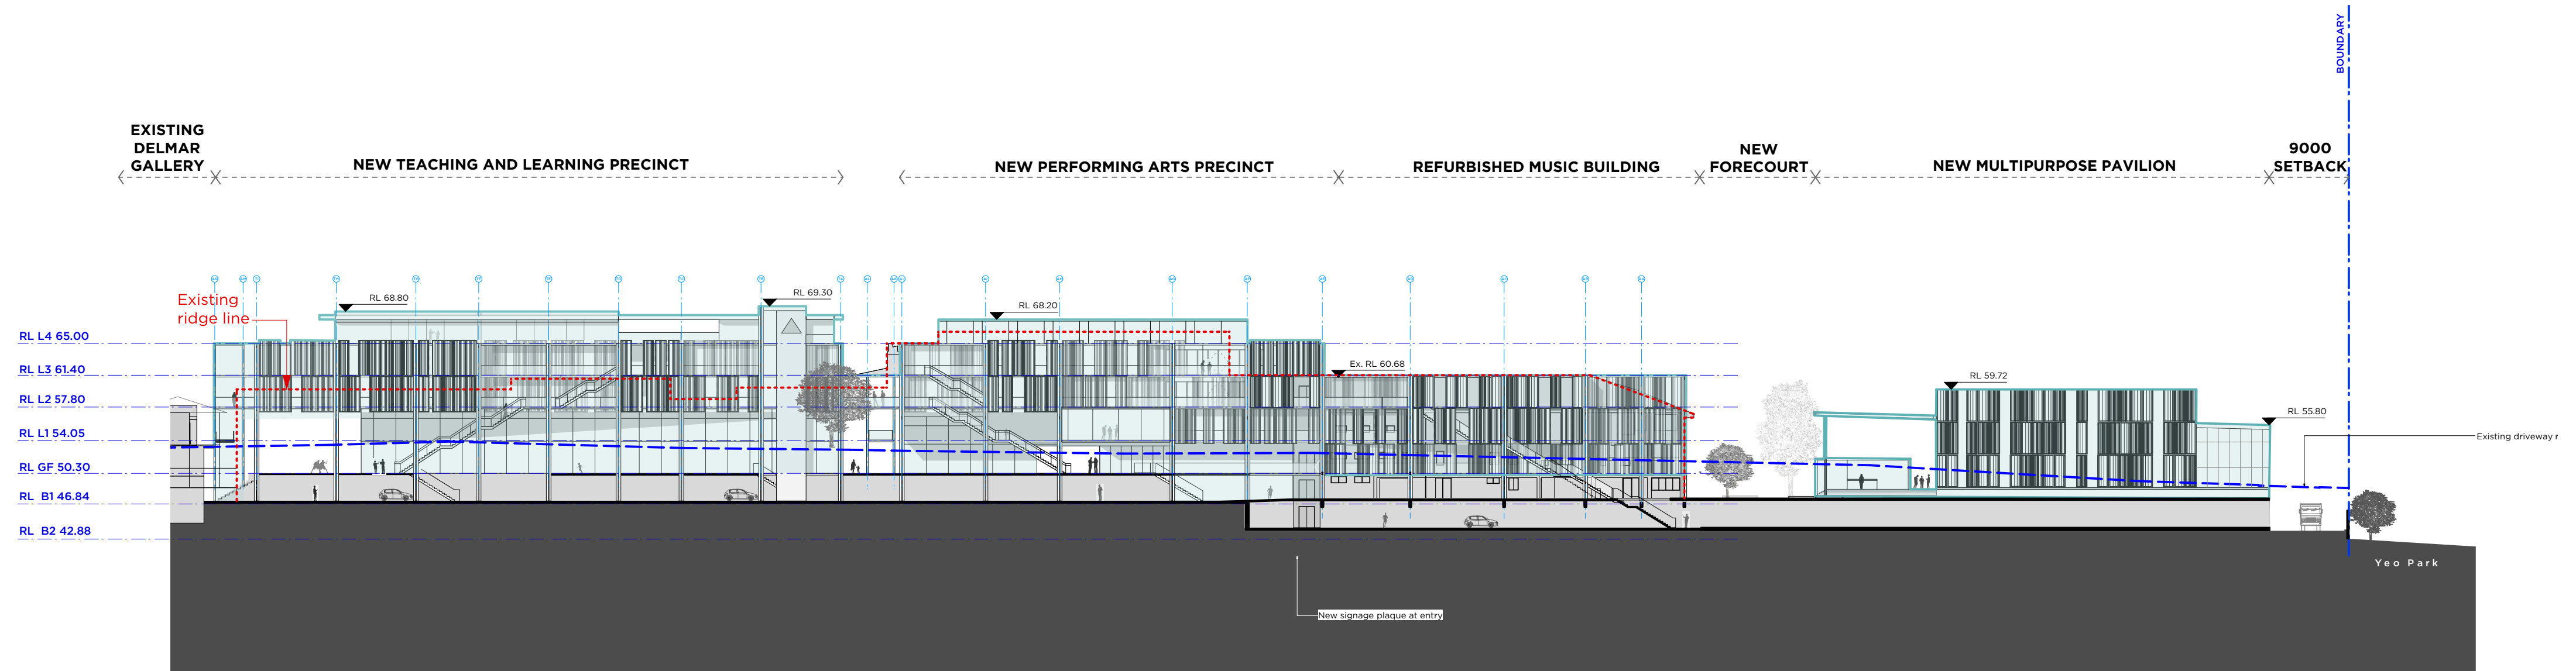 BOUNDARY
EXISTING
DELMAR
GALLERY
NEW TEACHING AND LEARNING PRECINCT
NEW PERFORMING ARTS PRECINCT
REFURBISHED MUSIC BUILDING
NEW
FORECOURT
NEW MULTIPURPOSE PAVILION
9000
SETBACK
Existing
ridge line
RL 68.80
RL 69.30
RL 68.20
Ex. RL 60.68
RL 59.72
RL 55.80
RL L4 65.00
RL L3 61.40
RL L2 57.80
RL L1 54.05
RL GF 50.30
RL B1 46.84
RL B2 42.88
Existing driveway r
Yeo Park
New signage plaque at entry